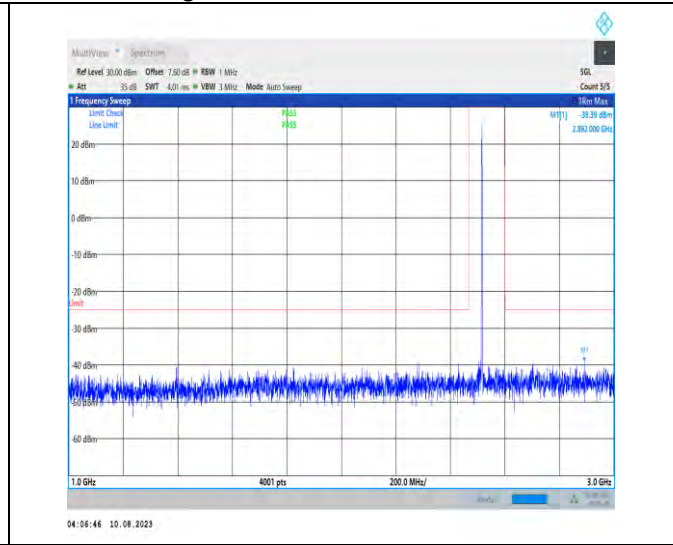 MultiView Spectrum
Ref Level 30.00 dBm Offset 7.60 dB RBW 1 MHz SGL
Att 35 dB SWT 4.01 ms VBW 3 MHz Mode Auto Sweep Count 5/5
1 Frequency Sweep 1Rm Max
Limit Check PASS M1[1] -39.39 dBm
Line Limit PASS 2.892 000 GHz
20 dBm
10 dBm
0 dBm
-10 dBm
-20 dBm
Limit
-30 dBm
-40 dBm
M1
-50 dBm
-60 dBm
1.0 GHz 4001 pts 200.0 MHz/ 3.0 GHz
04:06:46 10.08.2023